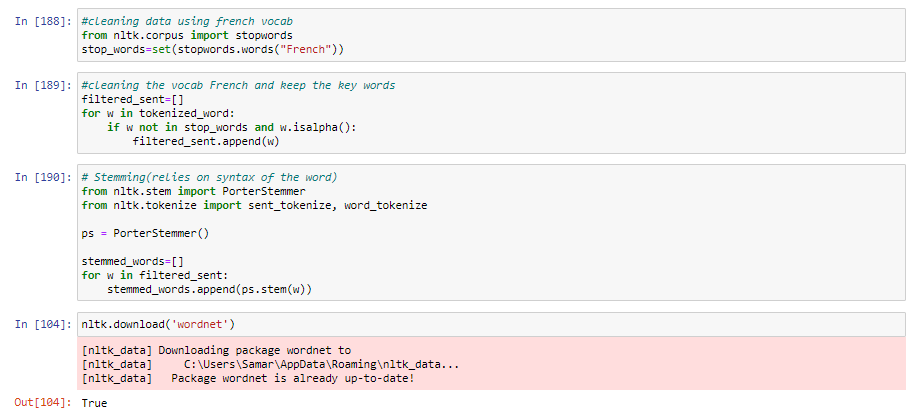 In [188]: #cleaning data using french vocab
from nltk.corpus import stopwords
stop_words=set(stopwords.words("French"))
In [189]: #cleaning the vocab French and keep the key words
filtered_sent=[]
for w in tokenized_word:
    if w not in stop_words and w.isalpha():
        filtered_sent.append(w)
In [190]: # Stemming(relies on syntax of the word)
from nltk.stem import PorterStemmer
from nltk.tokenize import sent_tokenize, word_tokenize
ps = PorterStemmer()
stemmed_words=[]
for w in filtered_sent:
    stemmed_words.append(ps.stem(w))
In [104]: nltk.download('wordnet')
[nltk_data] Downloading package wordnet to
[nltk_data]     C:\Users\Samar\AppData\Roaming\nltk_data...
[nltk_data]   Package wordnet is already up-to-date!
Out[104]: True